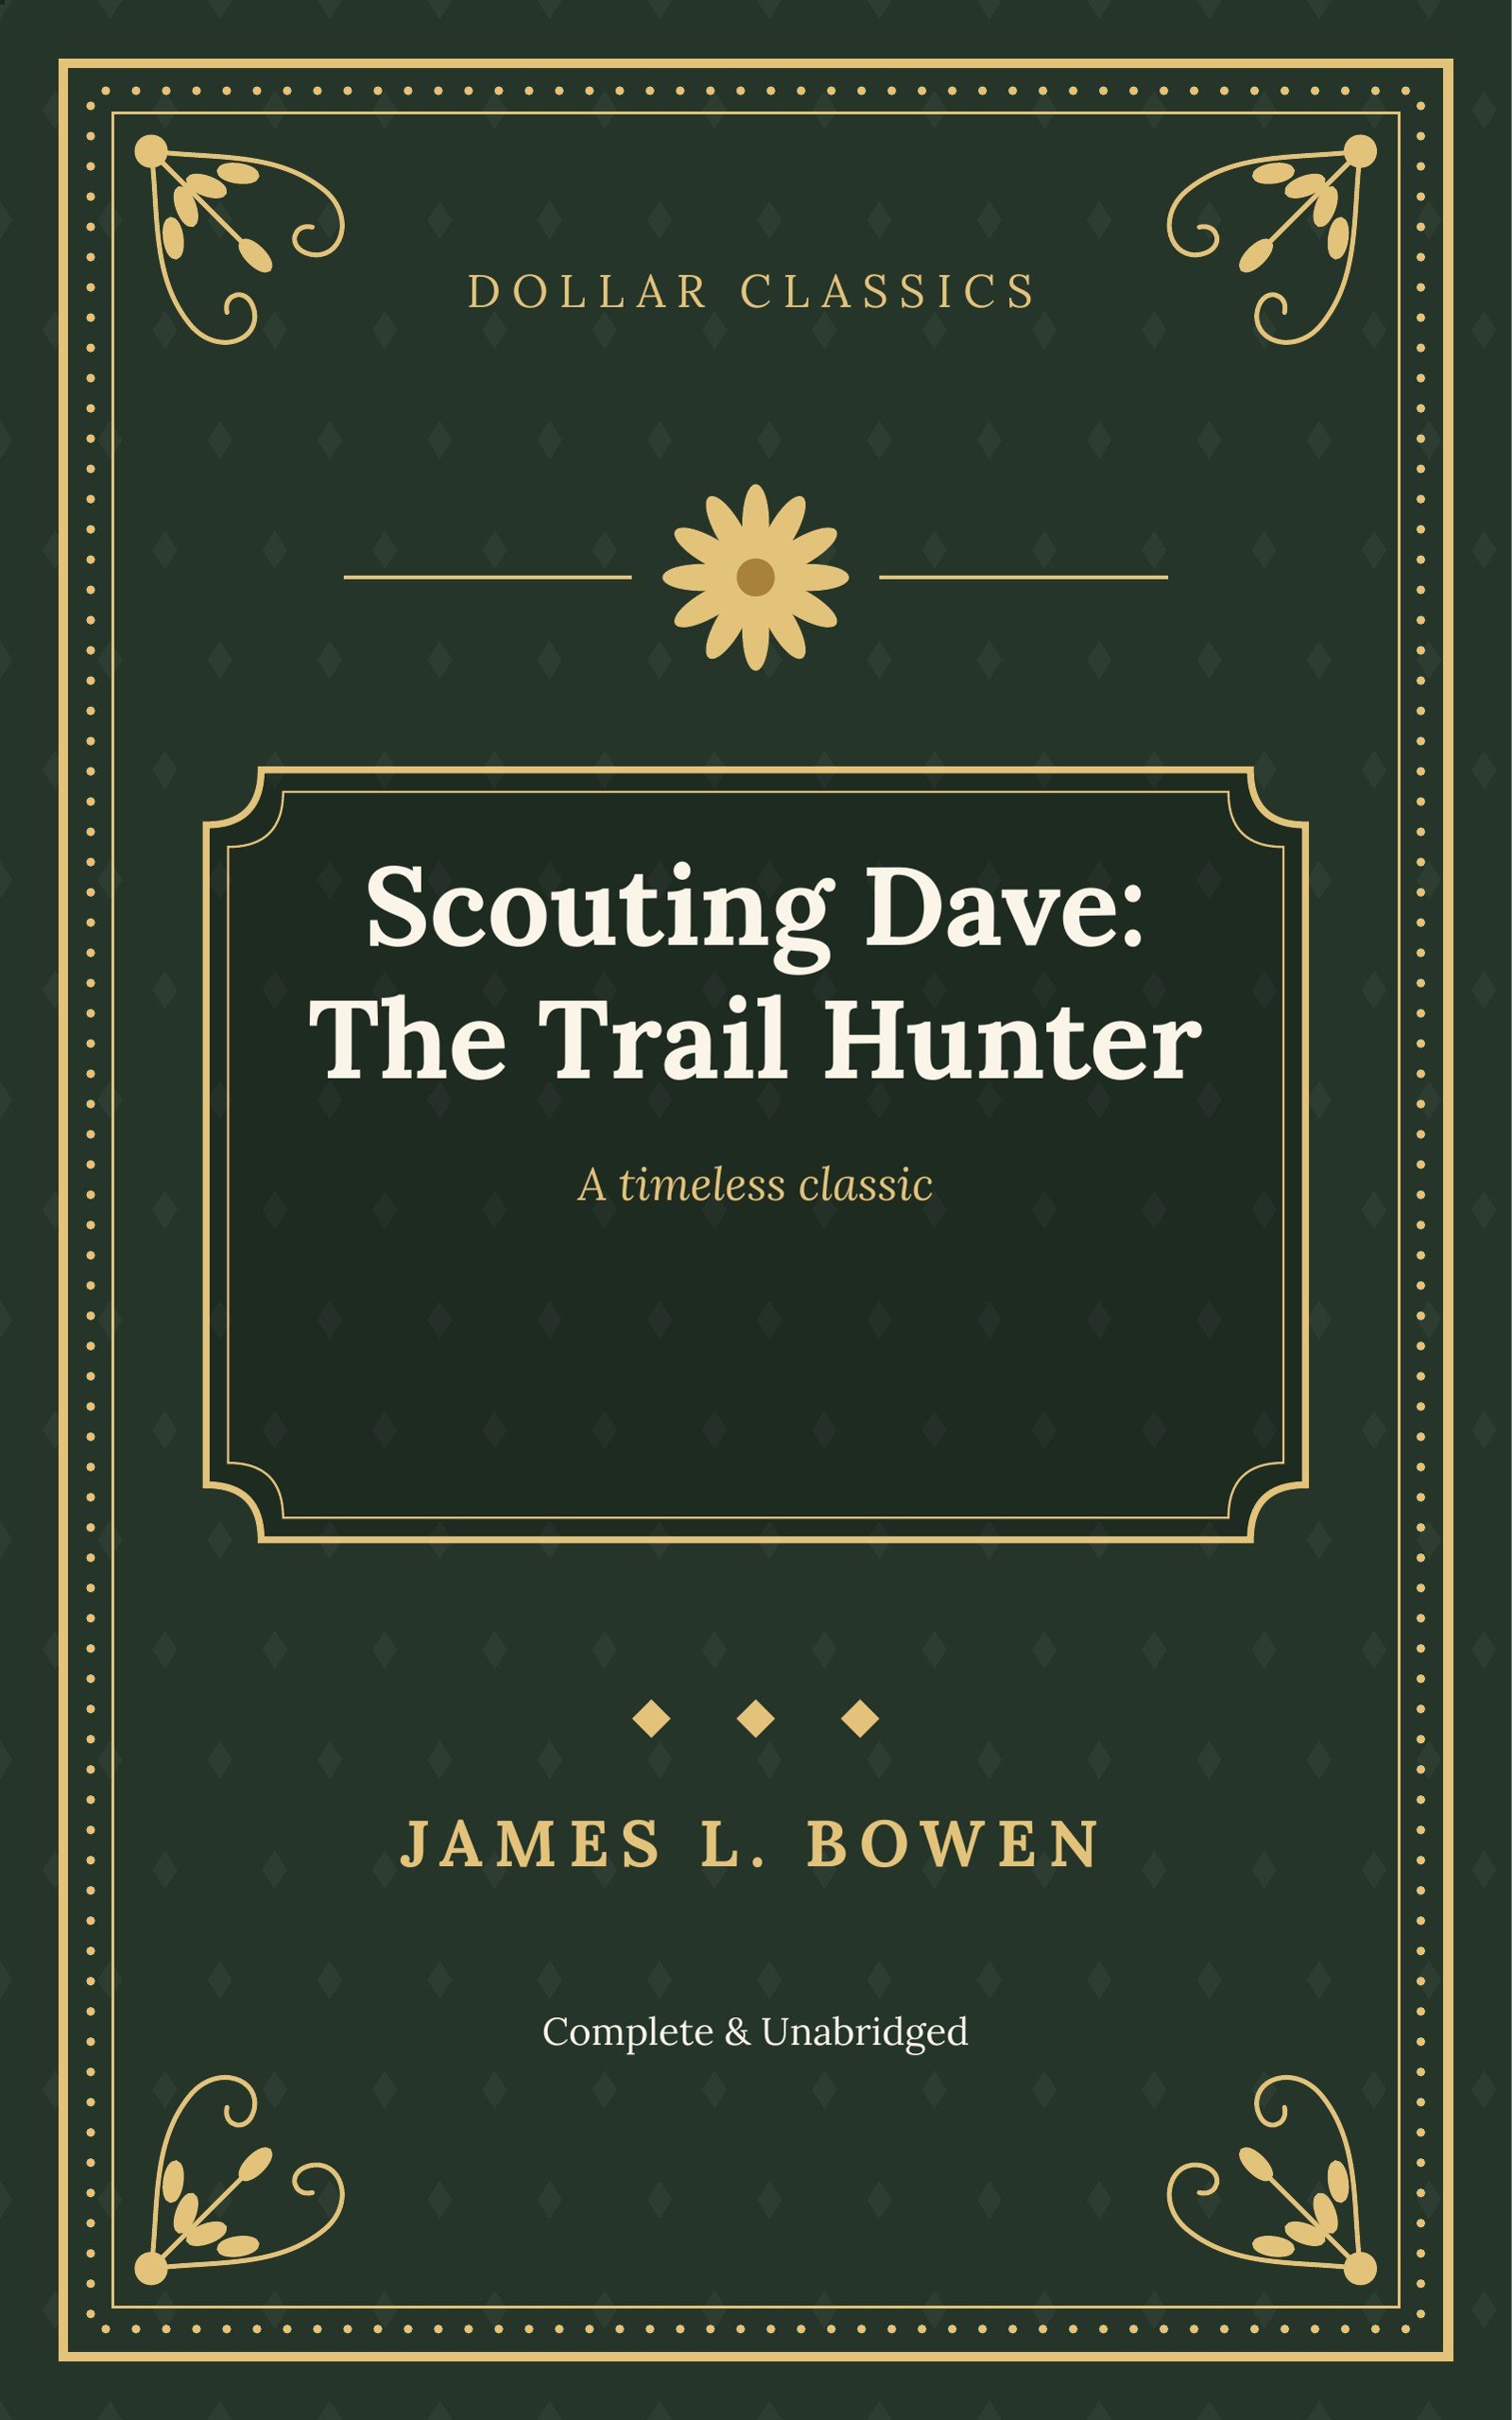 DOLLAR CLASSICS
Scouting Dave:
The Trail Hunter
A timeless classic
JAMES L. BOWEN
Complete & Unabridged